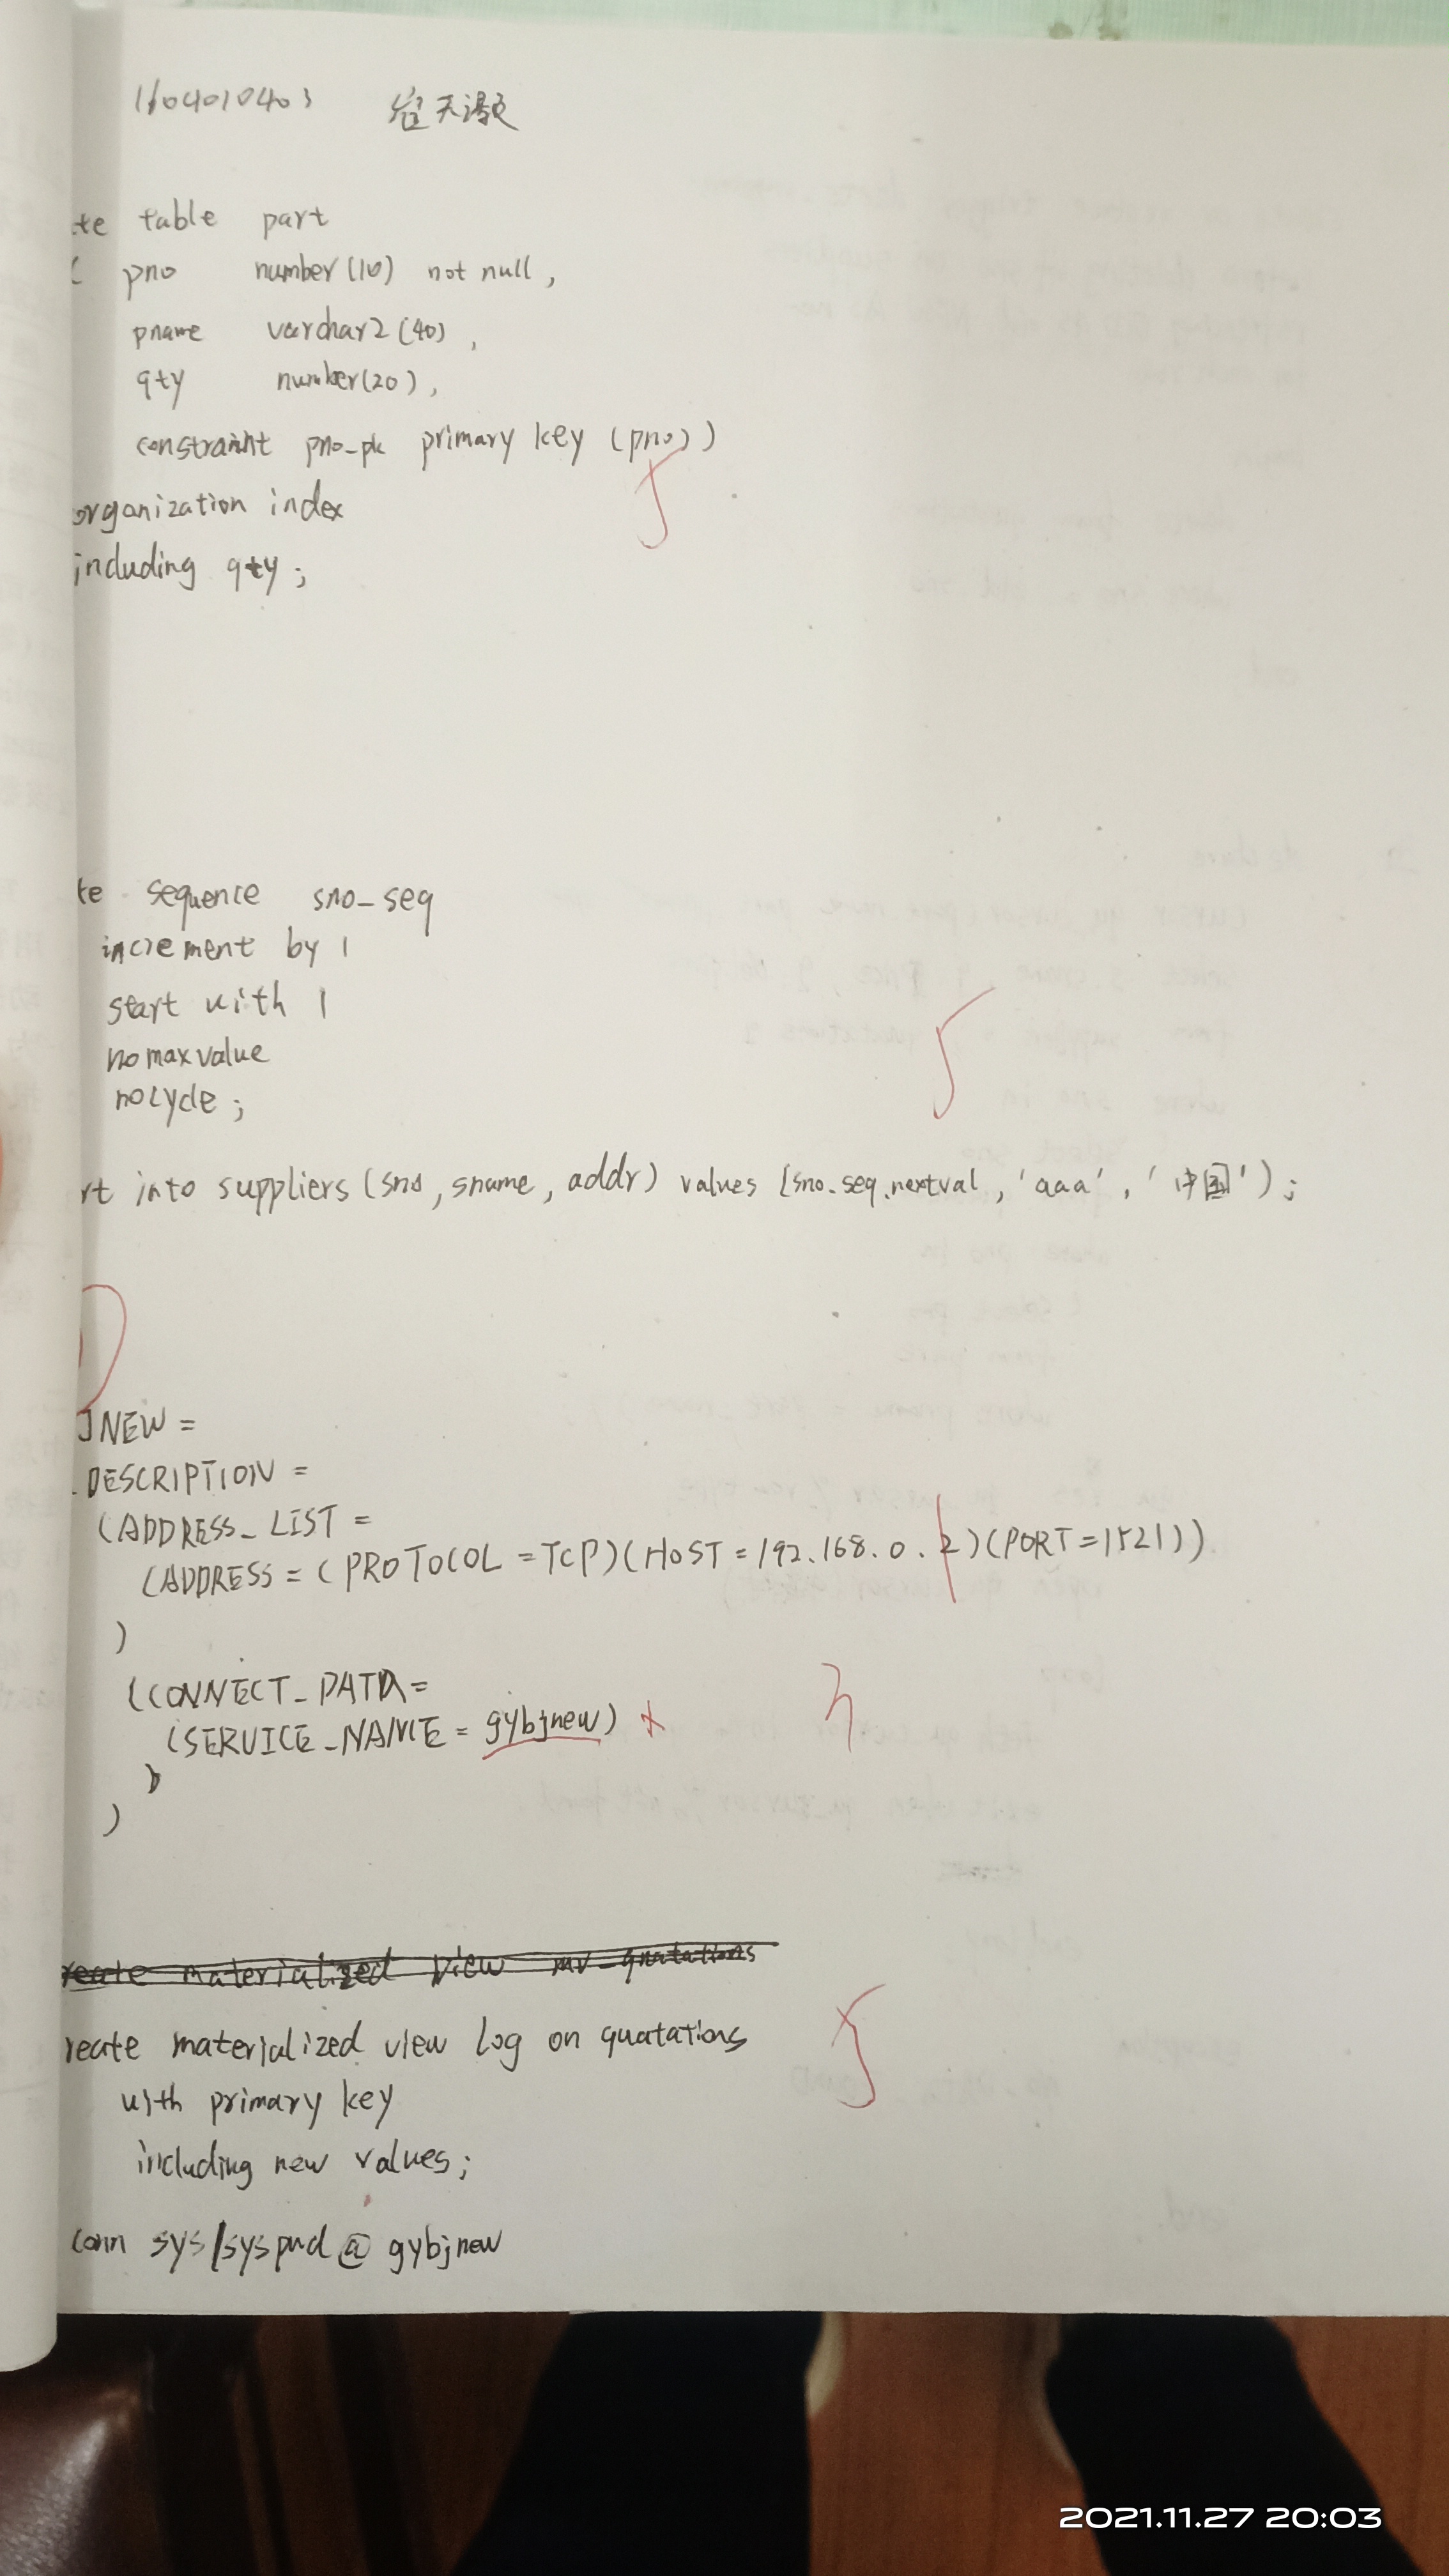 1604010403
te table part
( pno number(10) not null,
pname varchar2(40),
qty number(20),
constraint pno_pk primary key (pno))
organization index
including qty;
te sequence sno_seq
increment by 1
start with 1
nomaxvalue
nocycle;
rt into suppliers(sno, sname, addr) values (sno_seq.nextval, 'aaa', '中国');
JNEW =
DESCRIPTION =
(ADDRESS_LIST =
(ADDRESS = (PROTOCOL = TCP)(HOST = 192.168.0.2)(PORT = 1521))
)
(CONNECT_DATA =
(SERVICE_NAME = gybjnew)
)
)
3
reate materialized view mv_quatations
reate materialized view log on quatations
5
with primary key
including new values;
conn sys/syspwd@gybjnew
2021.11.27 20:03